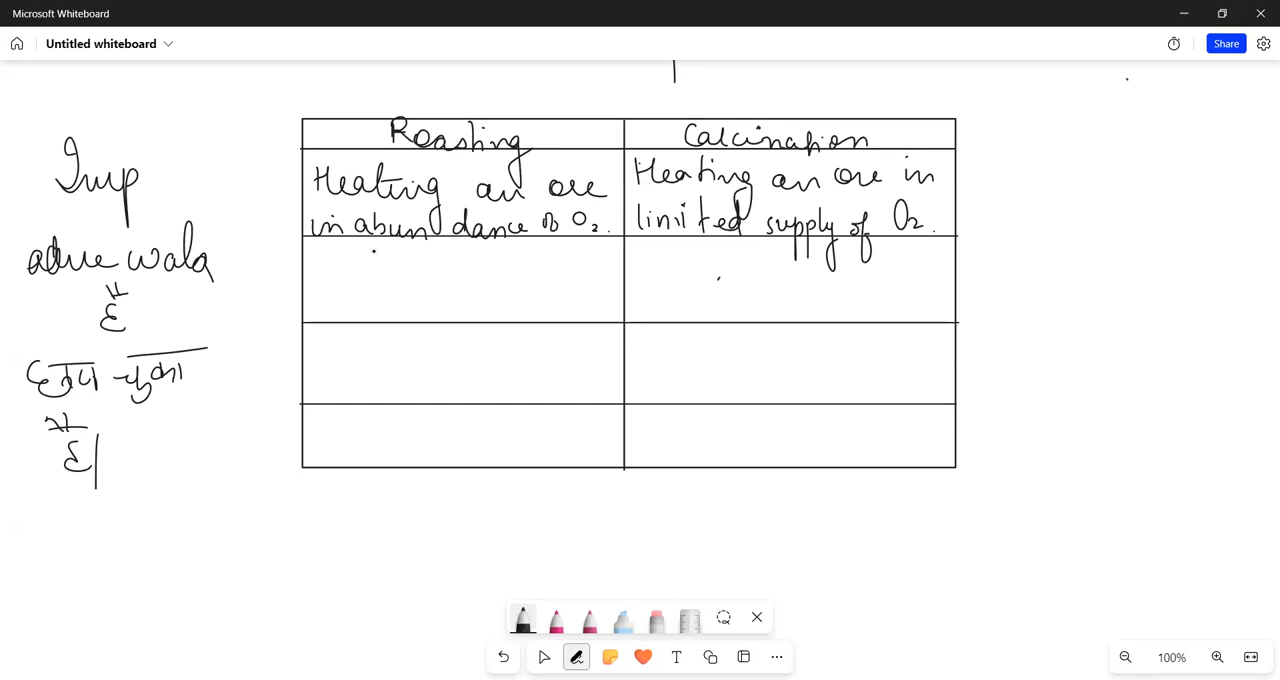 Microsoft Whiteboard
Untitled whiteboard
Share
Roasting
Calcination
Heating an ore
in abundance of O₂.
Heating an ore in
limited supply of O₂.
Imp
wala
है
चुका
है।
100%